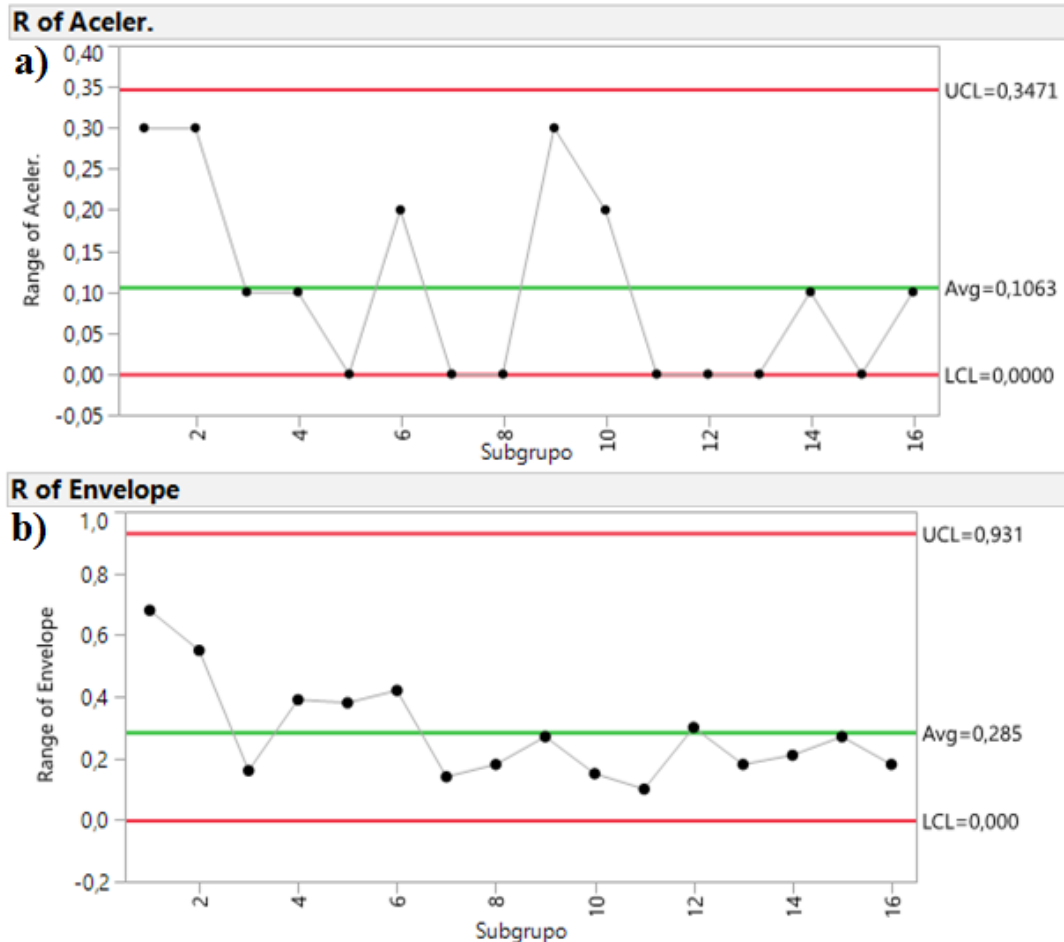 R of Aceler.
a)
0,40
0,35
0,30
0,25
0,20
0,15
0,10
0,05
0,00
-0,05
Range of Aceler.
UCL=0,3471
Avg=0,1063
LCL=0,0000
2 4 6 8 10 12 14 16
Subgrupo
R of Envelope
b)
1,0
0,8
0,6
0,4
0,2
0,0
-0,2
Range of Envelope
UCL=0,931
Avg=0,285
LCL=0,000
2 4 6 8 10 12 14 16
Subgrupo